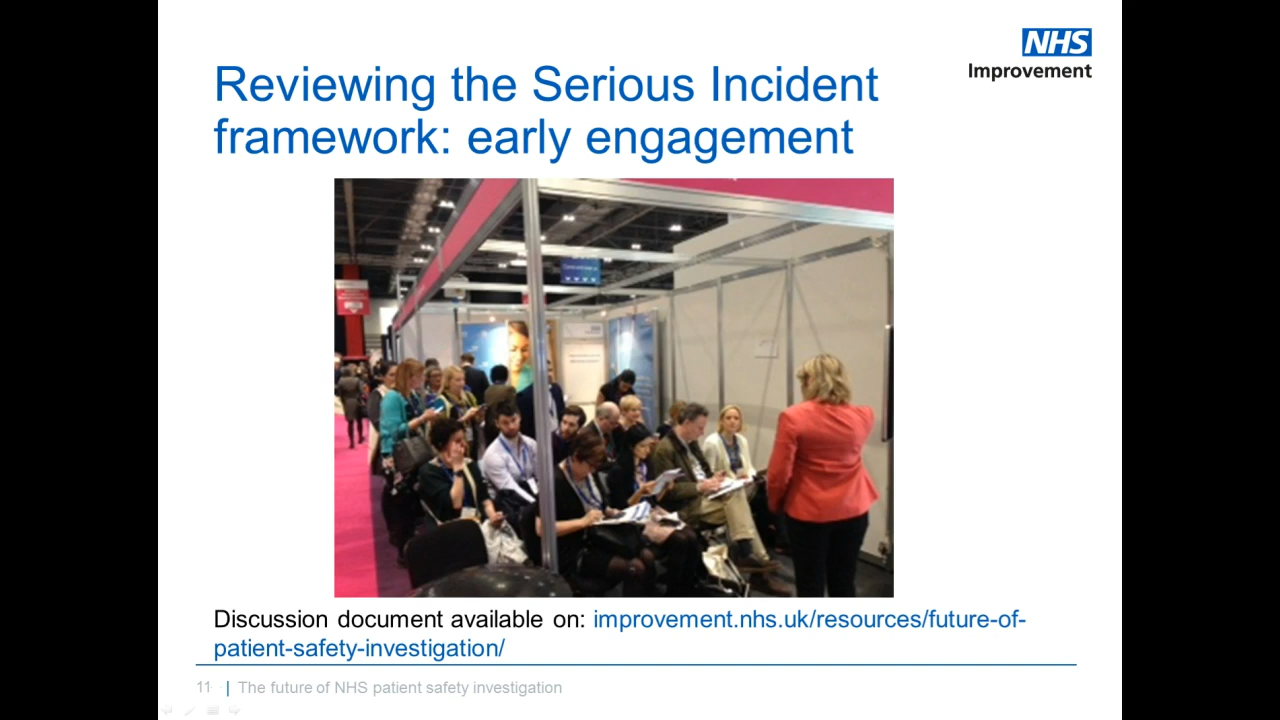 NHS
Improvement
Reviewing the Serious Incident
framework: early engagement
NHS
Discussion document available on: improvement.nhs.uk/resources/future-of-
patient-safety-investigation/
11 | The future of NHS patient safety investigation